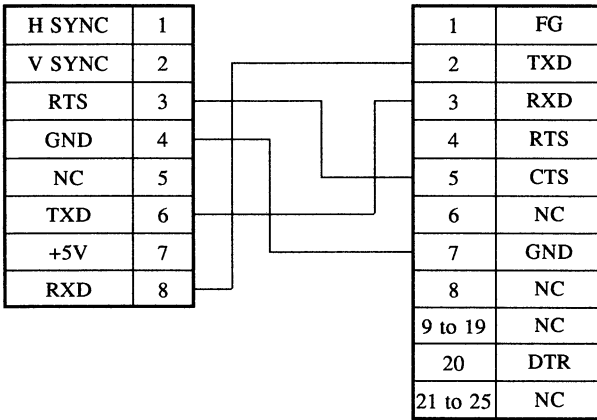 H SYNC 1
V SYNC 2
RTS 3
GND 4
NC 5
TXD 6
+5V 7
RXD 8
1 FG
2 TXD
3 RXD
4 RTS
5 CTS
6 NC
7 GND
8 NC
9 to 19 NC
20 DTR
21 to 25 NC